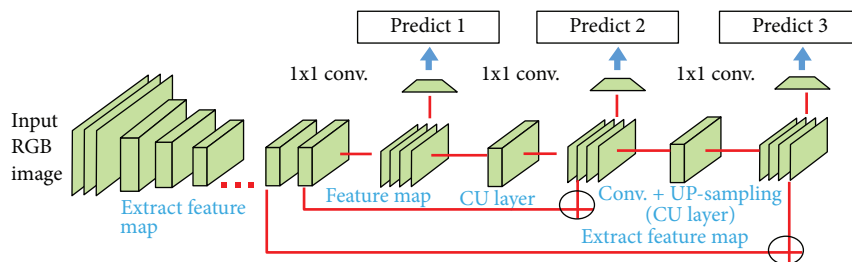 Predict 1
Predict 2
Predict 3
1x1 conv.
1x1 conv.
1x1 conv.
Input
RGB
image
Extract feature
map
Feature map
CU layer
Conv. + UP-sampling
(CU layer)
Extract feature map